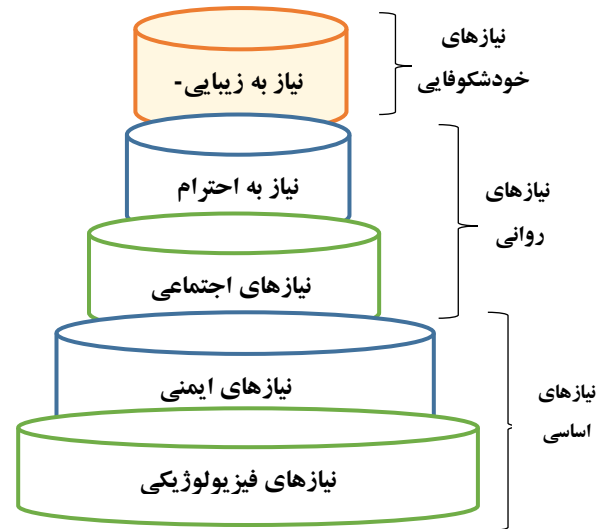 نیازهای
خودشکوفایی
نیاز به زیبایی-
نیازهای
روانی
نیاز به احترام
نیازهای اجتماعی
نیازهای
اساسی
نیازهای ایمنی
نیازهای فیزیولوژیکی